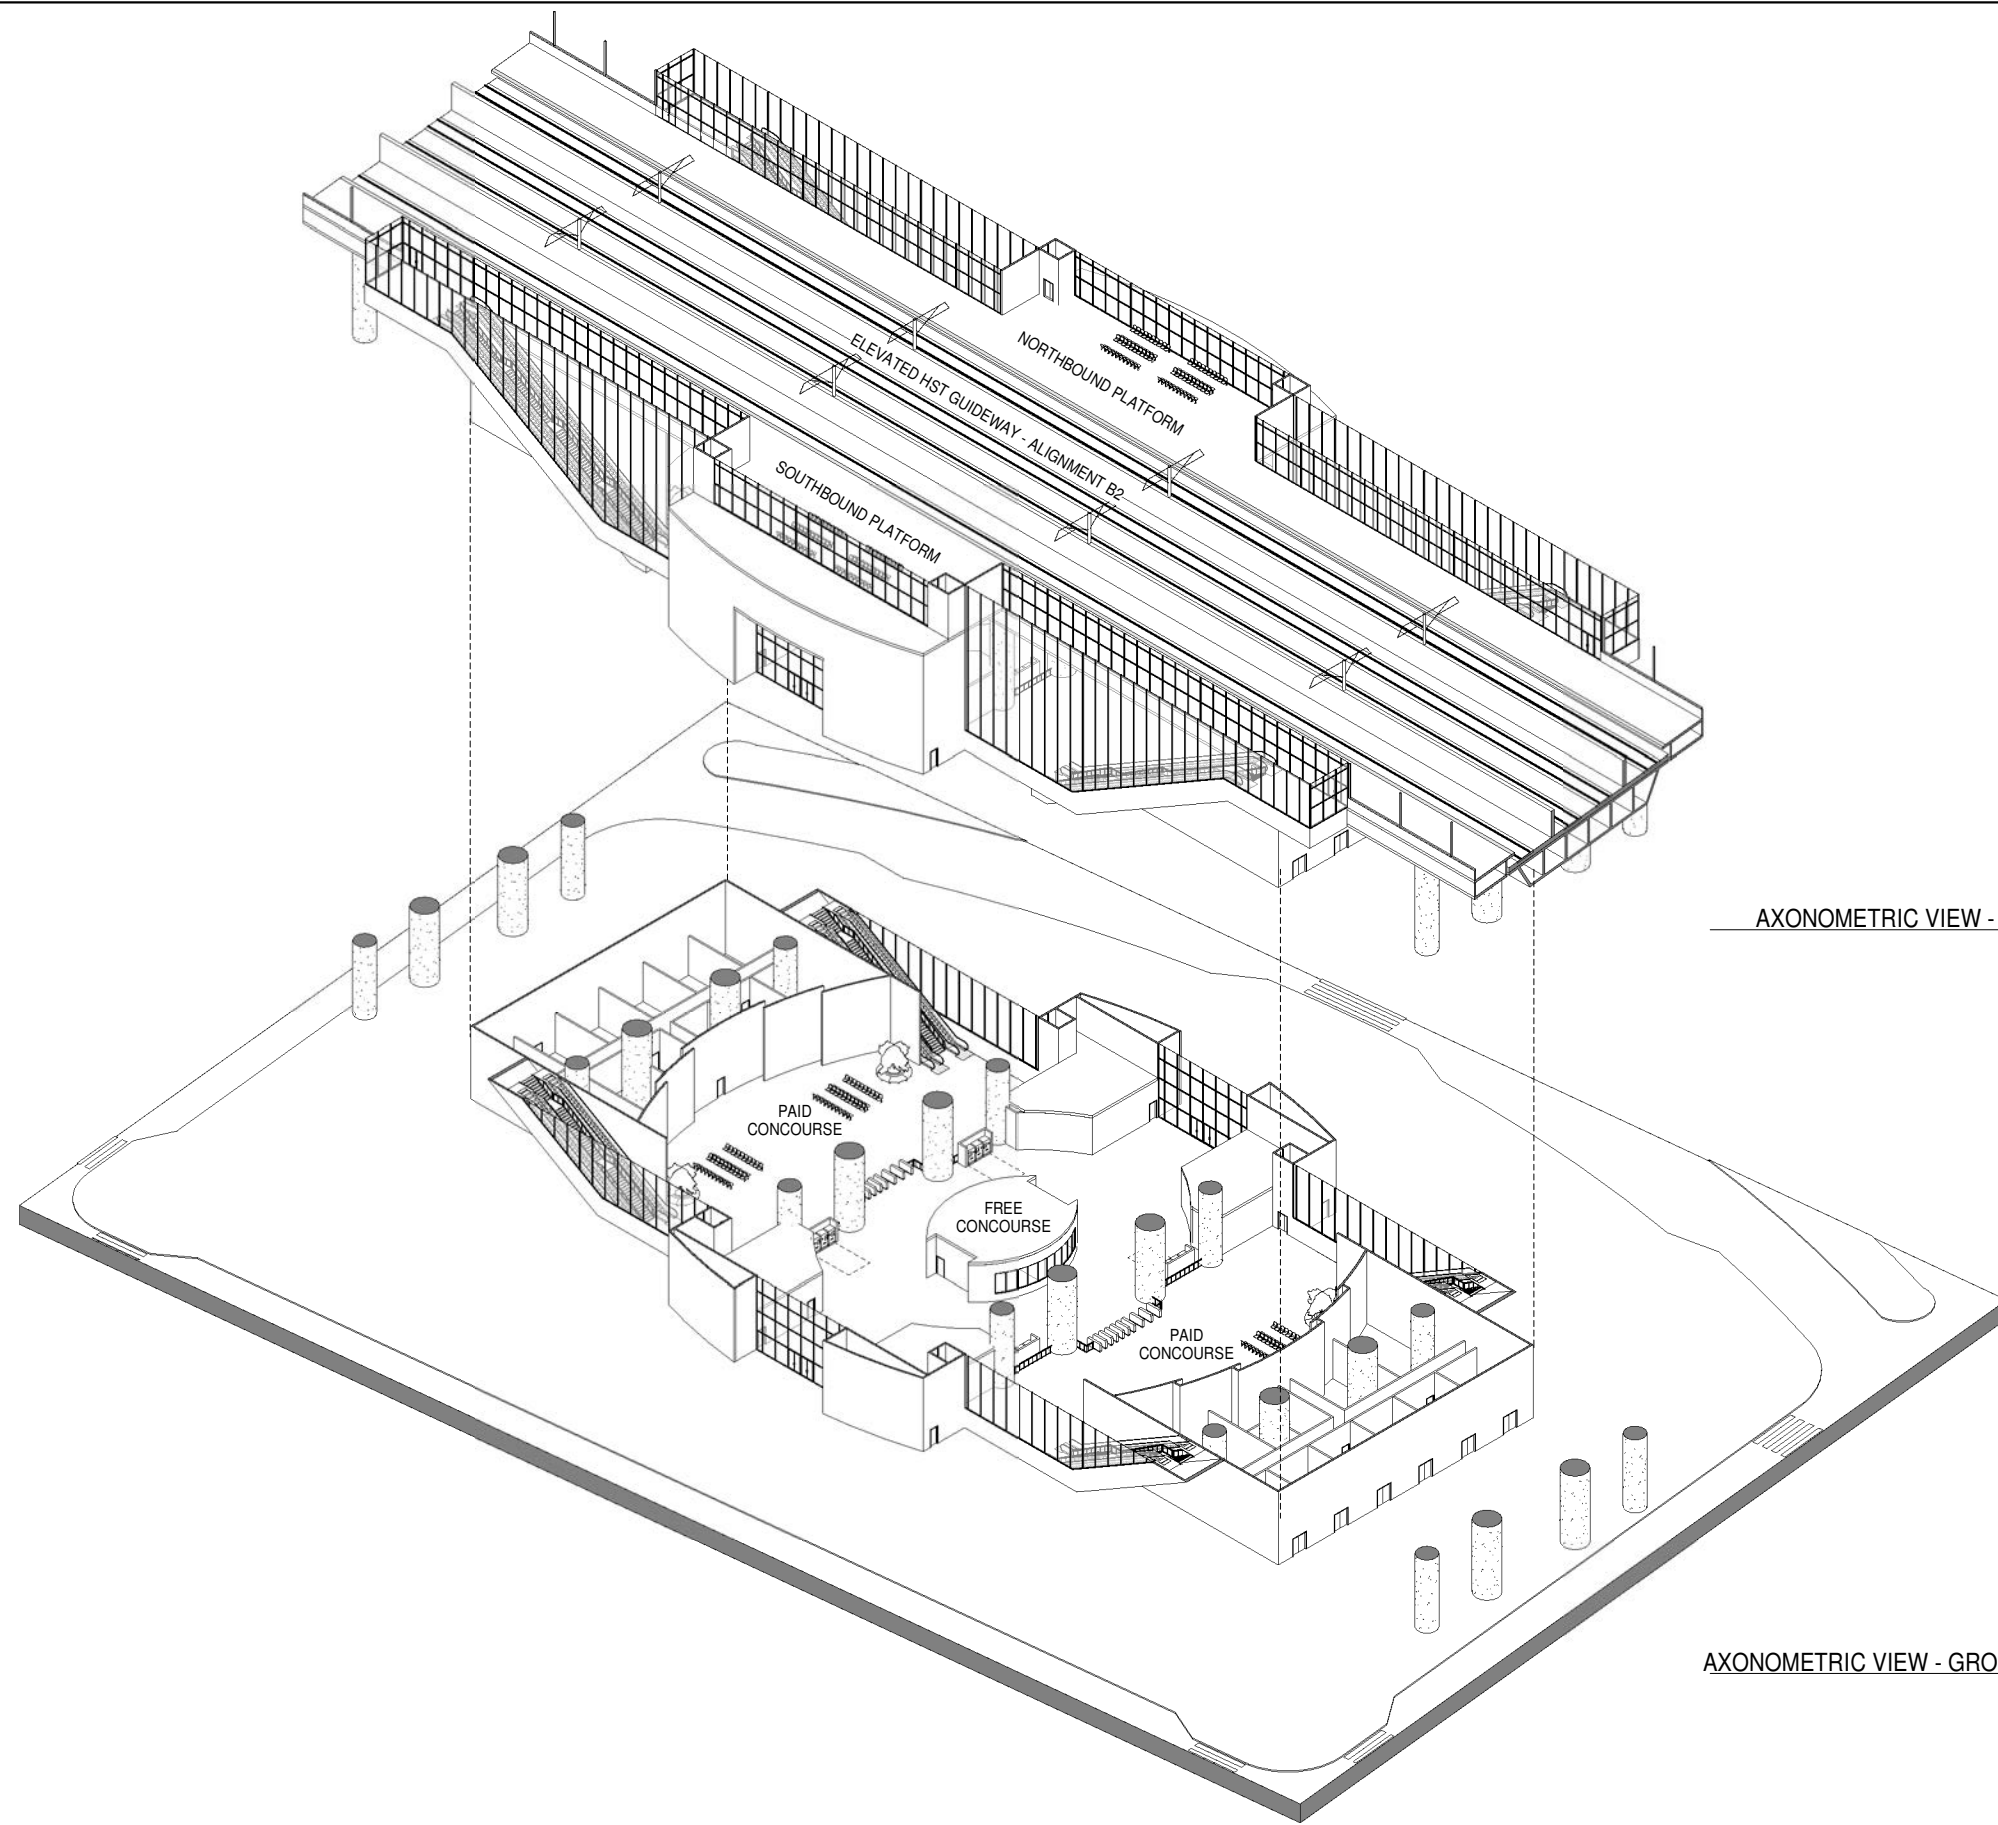 NORTHBOUND PLATFORM
ELEVATED HST GUIDEWAY - ALIGNMENT B2
SOUTHBOUND PLATFORM
AXONOMETRIC VIEW -
PAID
CONCOURSE
FREE
CONCOURSE
PAID
CONCOURSE
AXONOMETRIC VIEW - GRO